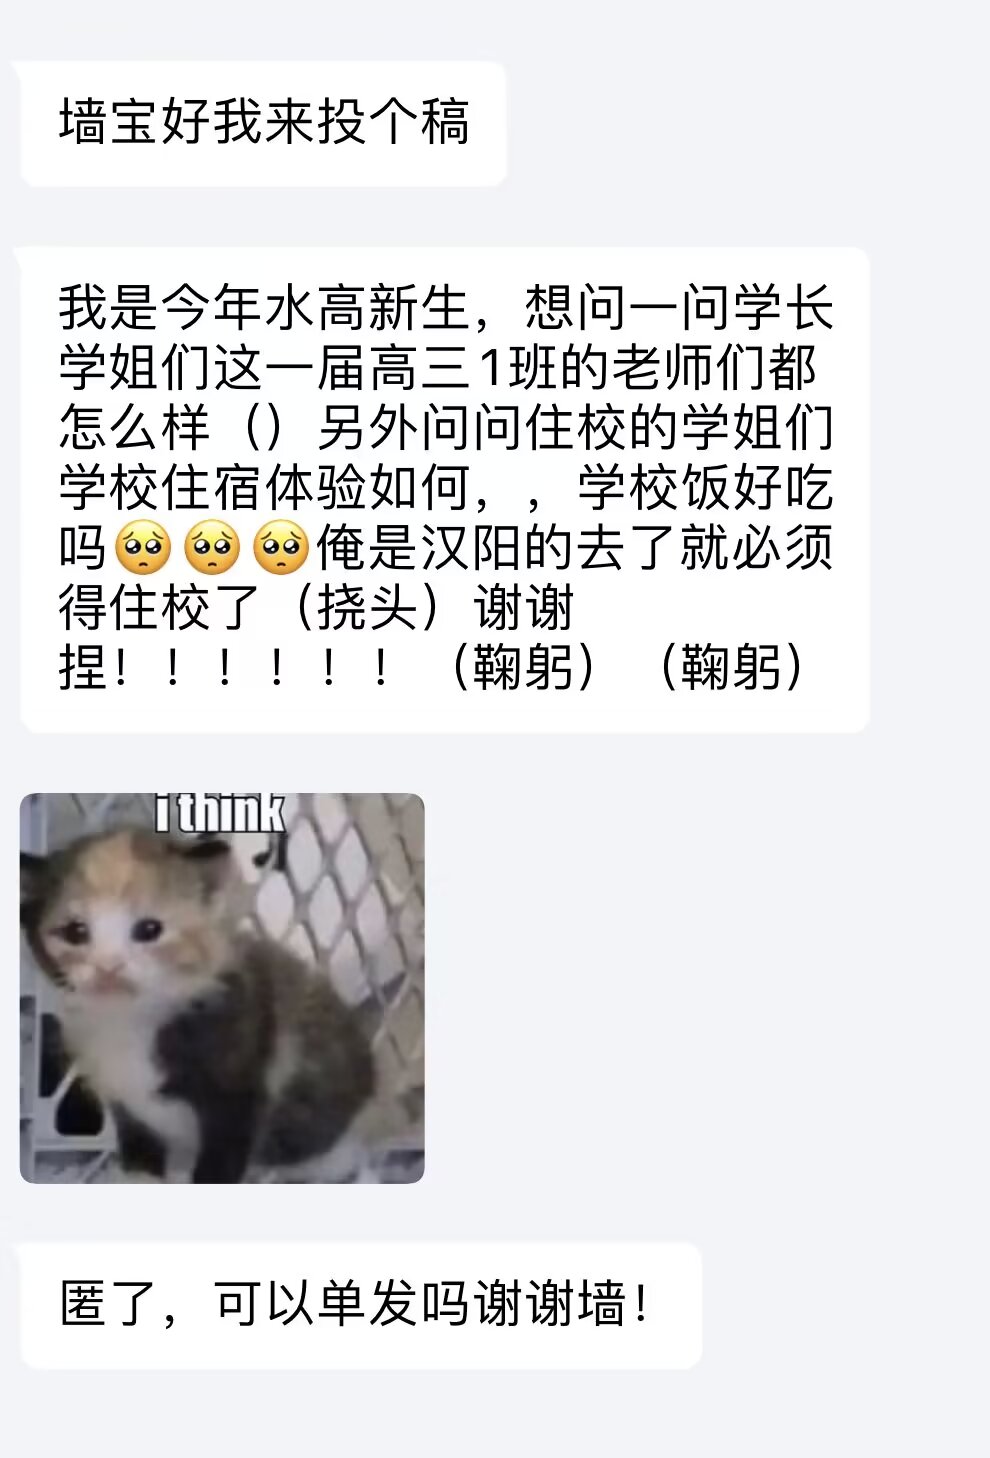 墙宝好我来投个稿
我是今年水高新生，想问一问学长
学姐们这一届高三1班的老师们都
怎么样（）另外问问住校的学姐们
学校住宿体验如何，，学校饭好吃
吗🥺🥺🥺俺是汉阳的去了就必须
得住校了（挠头）谢谢
捏！！！！！！（鞠躬）（鞠躬）
i think
匿了，可以单发吗谢谢墙！